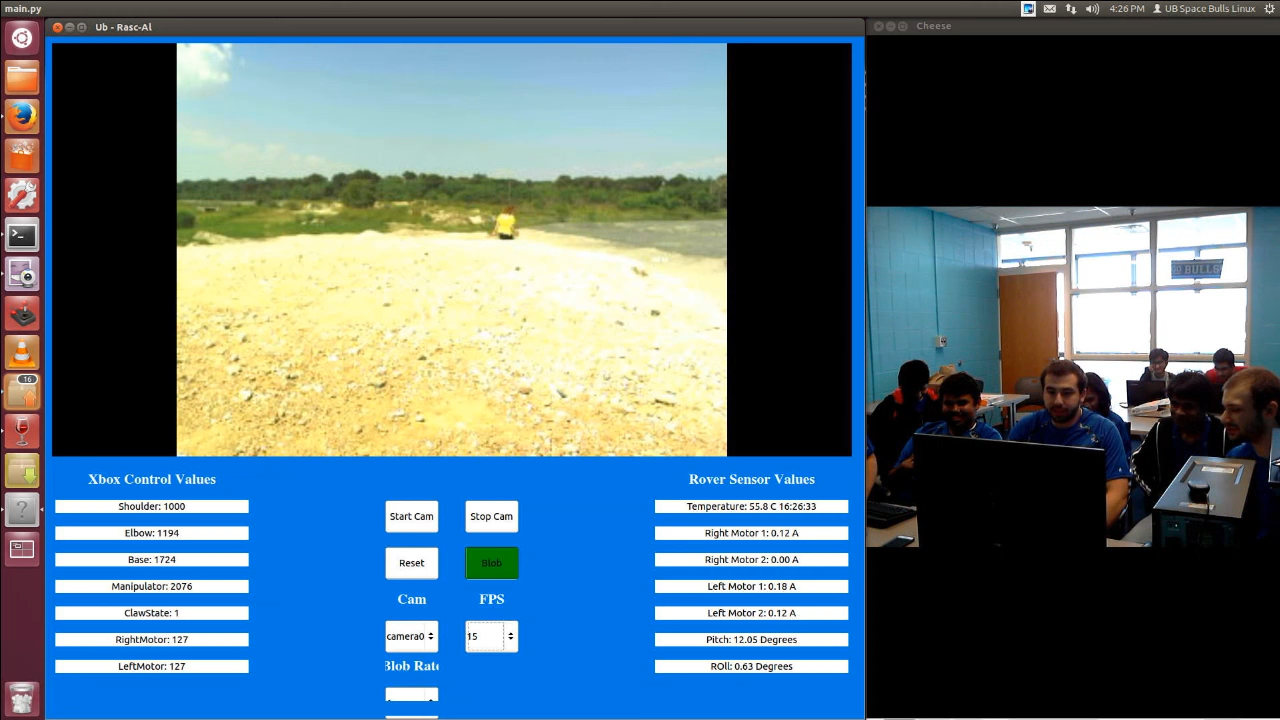 main.py
4:26 PM
UB Space Bulls Linux
Ub - Rasc-Al
Cheese
BULLS
16
Xbox Control Values
Shoulder: 1000
Elbow: 1194
Base: 1724
Manipulator: 2076
ClawState: 1
RightMotor: 127
LeftMotor: 127
Start Cam
Stop Cam
Reset
Blob
Cam
FPS
camera0
15
Blob Rate
Rover Sensor Values
Temperature: 55.8 C 16:26:33
Right Motor 1: 0.12 A
Right Motor 2: 0.00 A
Left Motor 1: 0.18 A
Left Motor 2: 0.12 A
Pitch: 12.05 Degrees
ROll: 0.63 Degrees